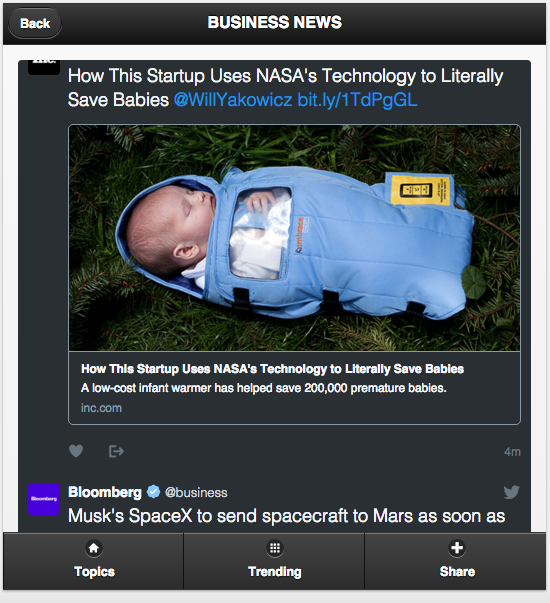 Back
BUSINESS NEWS
Inc.
How This Startup Uses NASA's Technology to Literally
Save Babies @WillYakowicz bit.ly/1TdPgGL
embrace
How This Startup Uses NASA's Technology to Literally Save Babies
A low-cost infant warmer has helped save 200,000 premature babies.
inc.com
4m
Bloomberg
Bloomberg @business
Musk's SpaceX to send spacecraft to Mars as soon as
Topics
Trending
Share